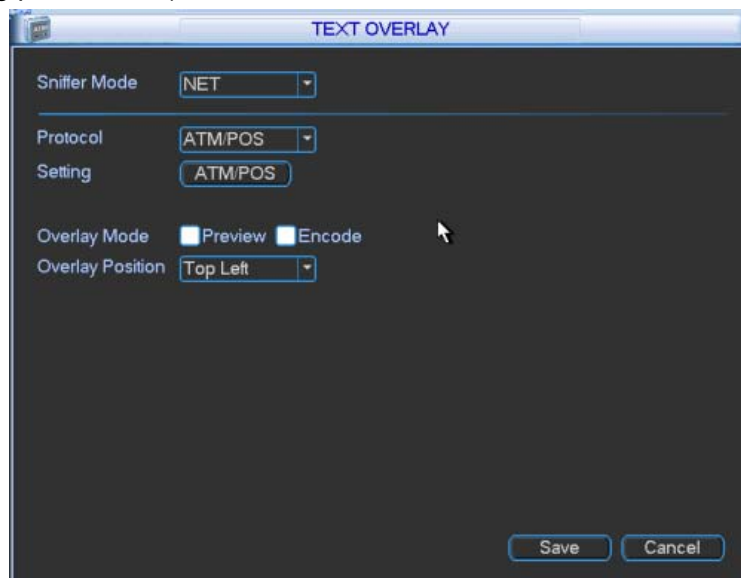 TEXT OVERLAY
Sniffer Mode NET
Protocol ATM/POS
Setting ATM/POS
Overlay Mode Preview Encode
Overlay Position Top Left
Save Cancel